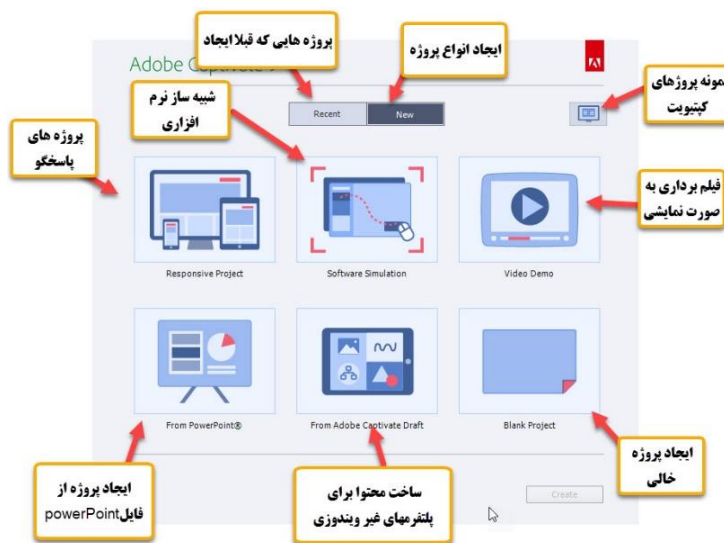 پروژه هایی که قبلا ایجاد
ایجاد انواع پروژه
Adobe Captivate
نمونه پروژهای
کپتیویت
Recent
New
شبیه ساز نرم
افزاری
پروژه های
پاسخگو
فیلم برداری به
صورت نمایشی
Responsive Project
Software Simulation
Video Demo
From PowerPoint®
From Adobe Captivate Draft
Blank Project
ایجاد پروژه
خالی
ایجاد پروژه از
فایلpowerPoint
ساخت محتوا برای
پلتفرمهای غیر ویندوزی
Create